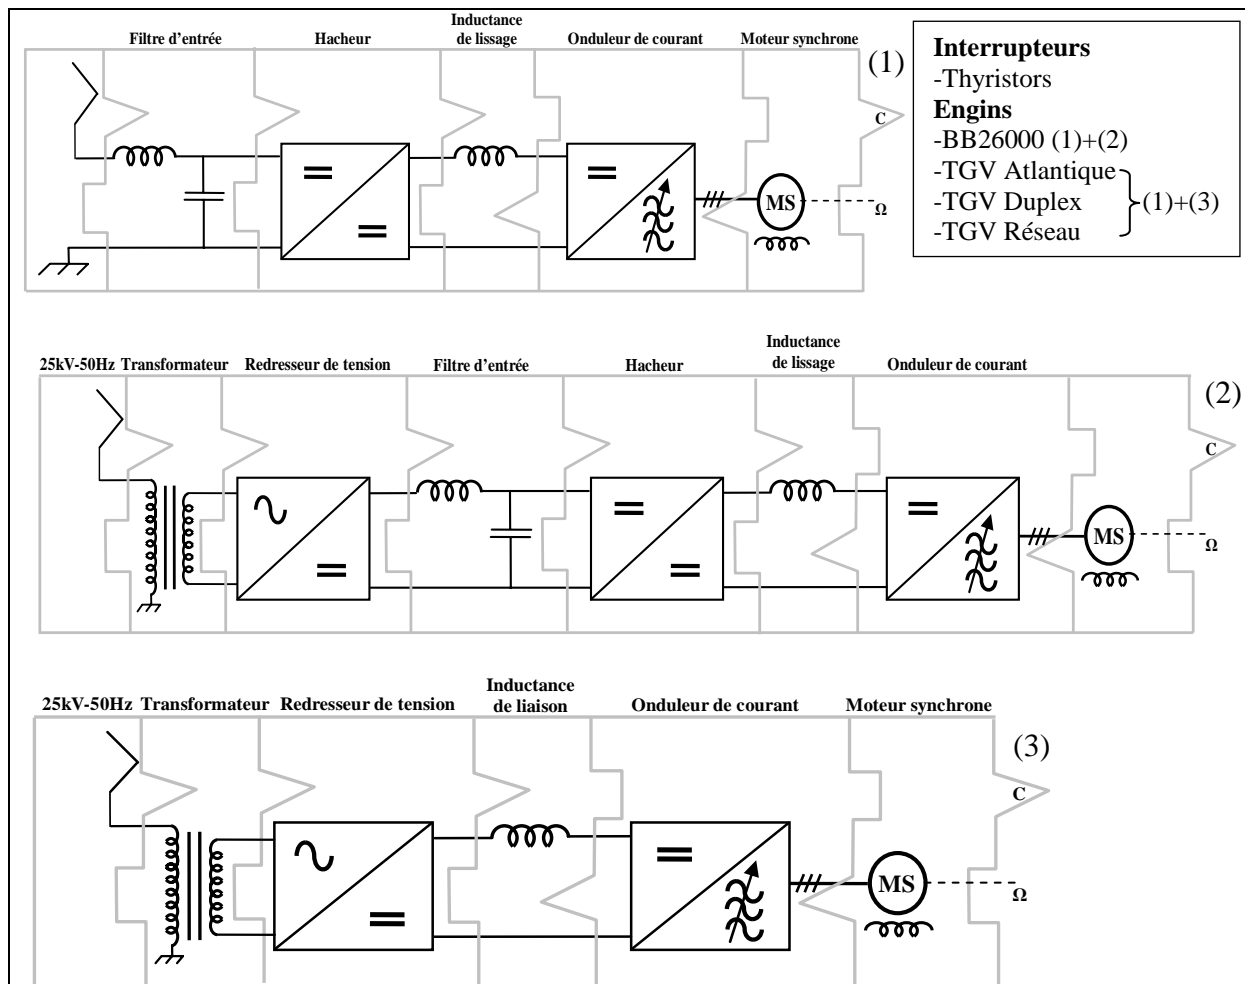 Filtre d'entrée
Hacheur
Inductance
de lissage
Onduleur de courant
Moteur synchrone
(1)
C
MS
Ω
Interrupteurs
-Thyristors
Engins
-BB26000 (1)+(2)
-TGV Atlantique
-TGV Duplex
-TGV Réseau
(1)+(3)
25kV-50Hz
Transformateur
Redresseur de tension
Filtre d'entrée
Hacheur
Inductance
de lissage
Onduleur de courant
(2)
C
MS
Ω
25kV-50Hz
Transformateur
Redresseur de tension
Inductance
de liaison
Onduleur de courant
Moteur synchrone
(3)
C
MS
Ω